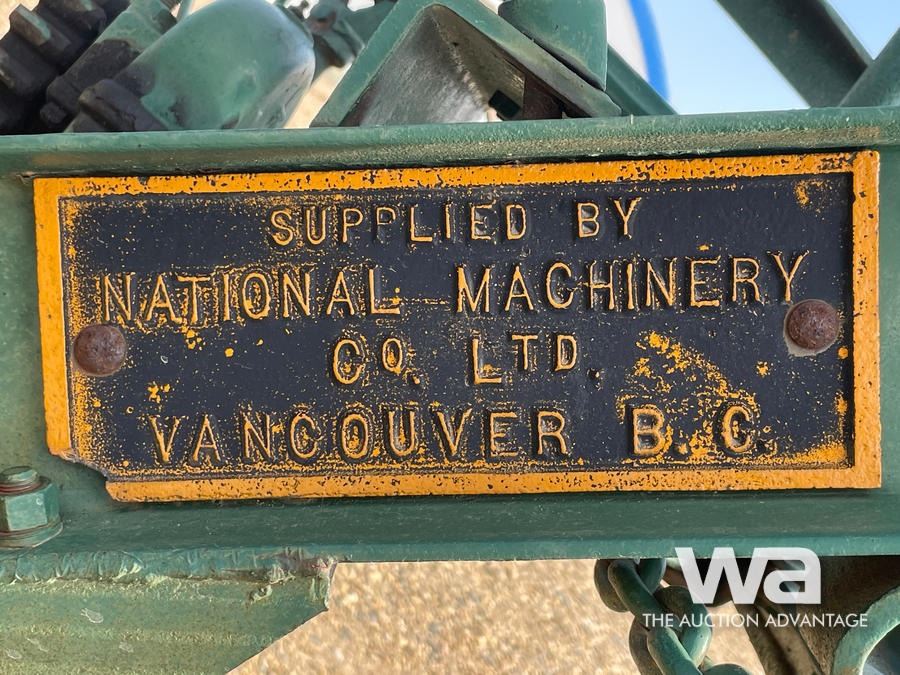 SUPPLIED BY
NATIONAL MACHINERY
CO. LTD.
VANCOUVER B.C.
wa
THE AUCTION ADVANTAGE